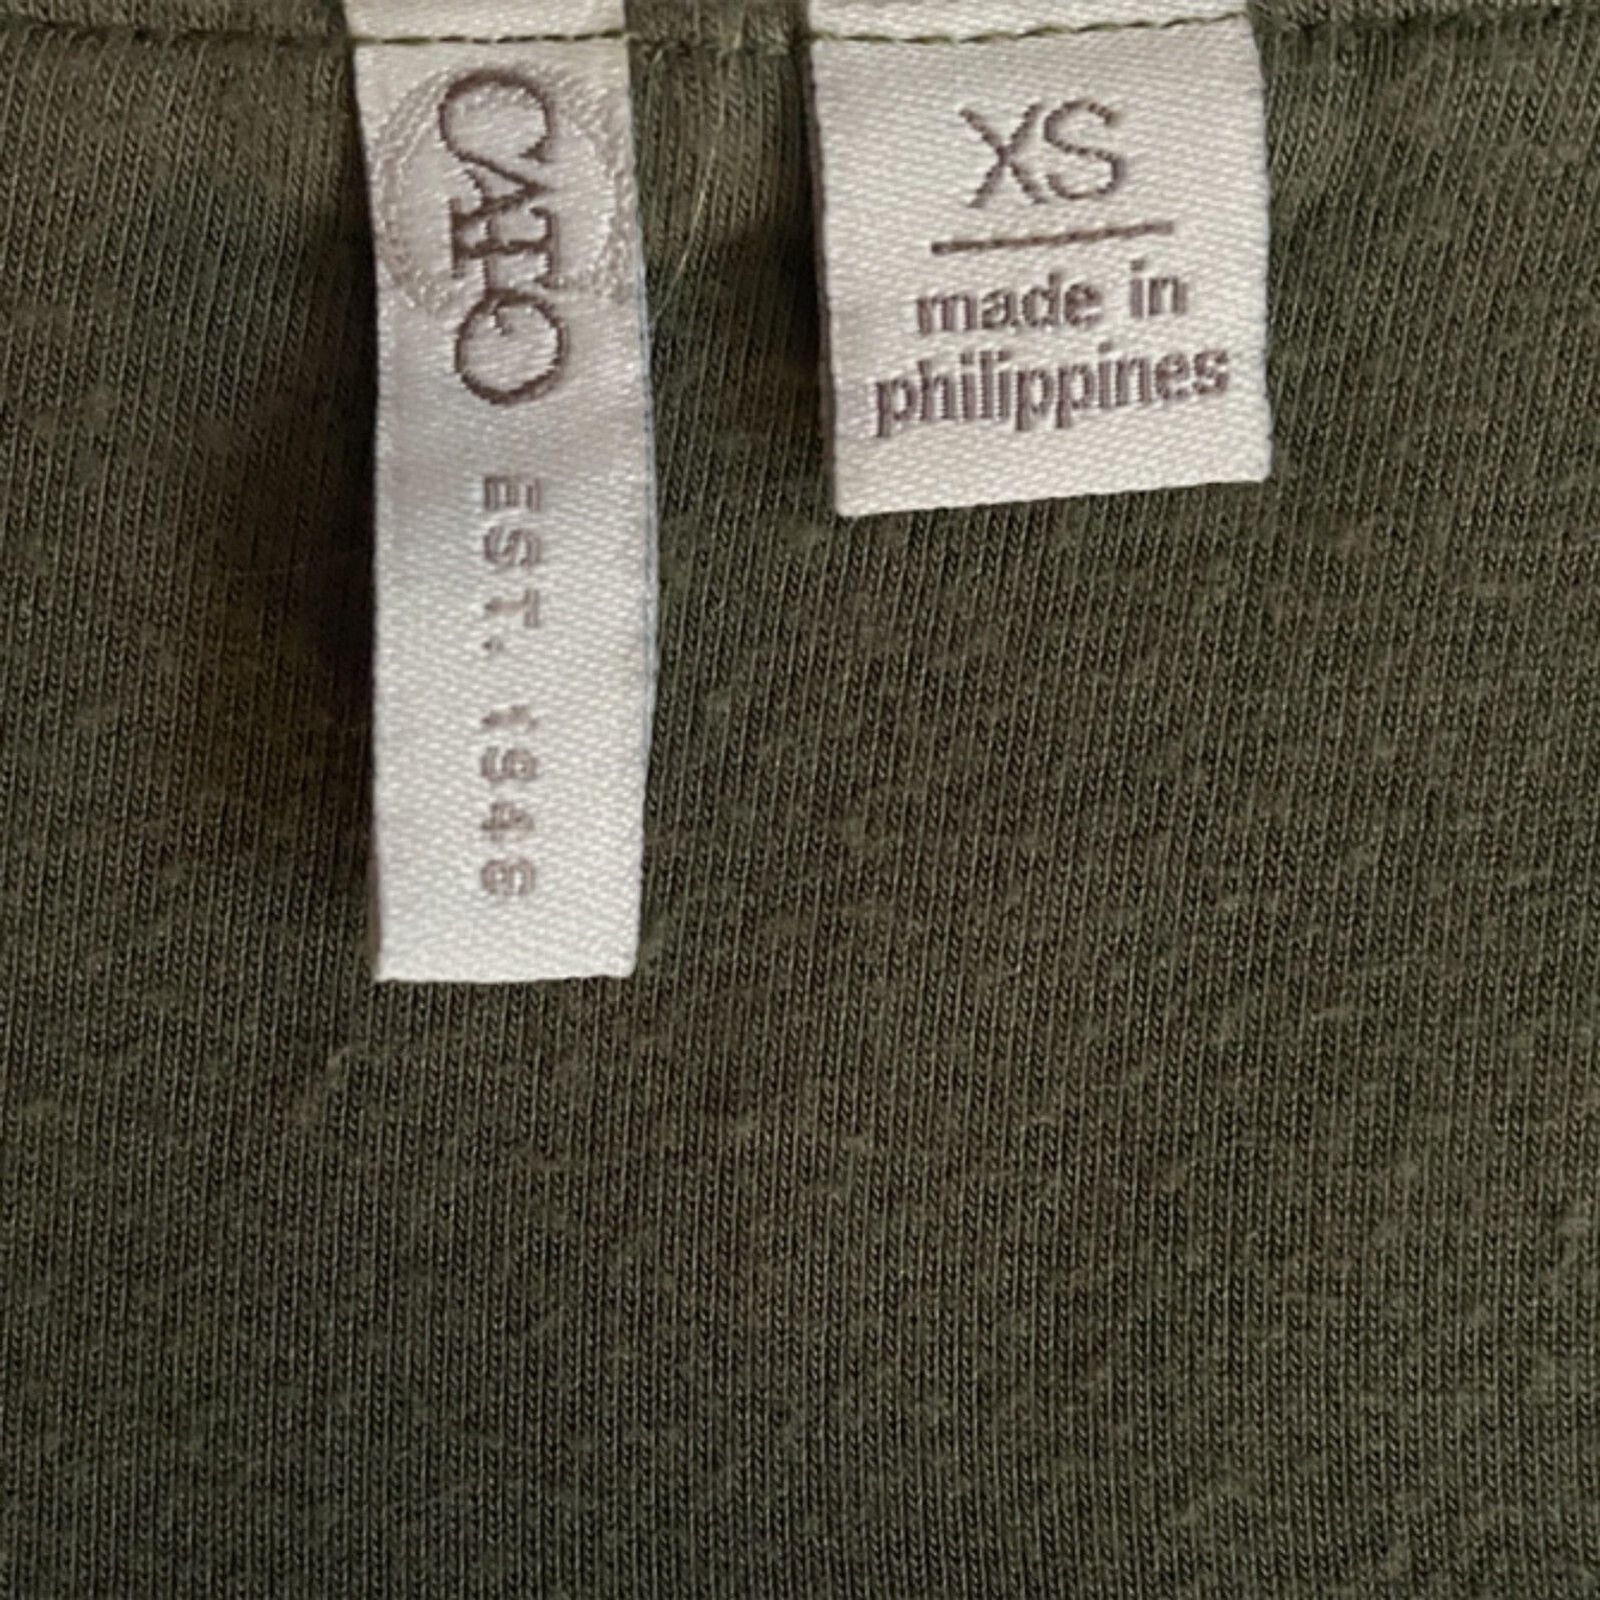 CATO
EST. 1946
XS
made in
philippines